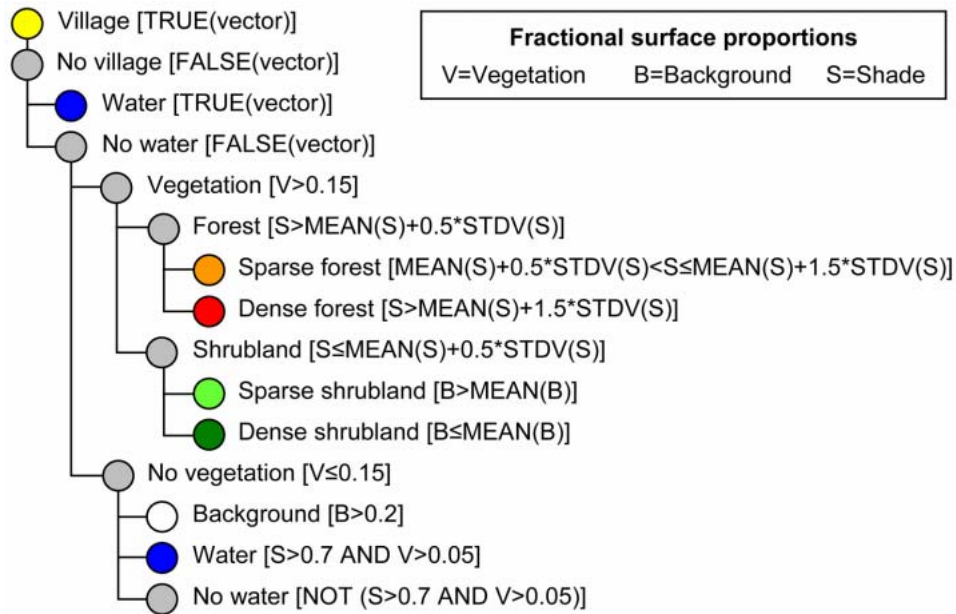 Village [TRUE(vector)]
No village [FALSE(vector)]
Water [TRUE(vector)]
No water [FALSE(vector)]
Vegetation [V>0.15]
Forest [S>MEAN(S)+0.5*STDV(S)]
Sparse forest [MEAN(S)+0.5*STDV(S)<S≤MEAN(S)+1.5*STDV(S)]
Dense forest [S>MEAN(S)+1.5*STDV(S)]
Shrubland [S≤MEAN(S)+0.5*STDV(S)]
Sparse shrubland [B>MEAN(B)]
Dense shrubland [B≤MEAN(B)]
No vegetation [V≤0.15]
Background [B>0.2]
Water [S>0.7 AND V>0.05]
No water [NOT (S>0.7 AND V>0.05)]
Fractional surface proportions
V=Vegetation B=Background S=Shade